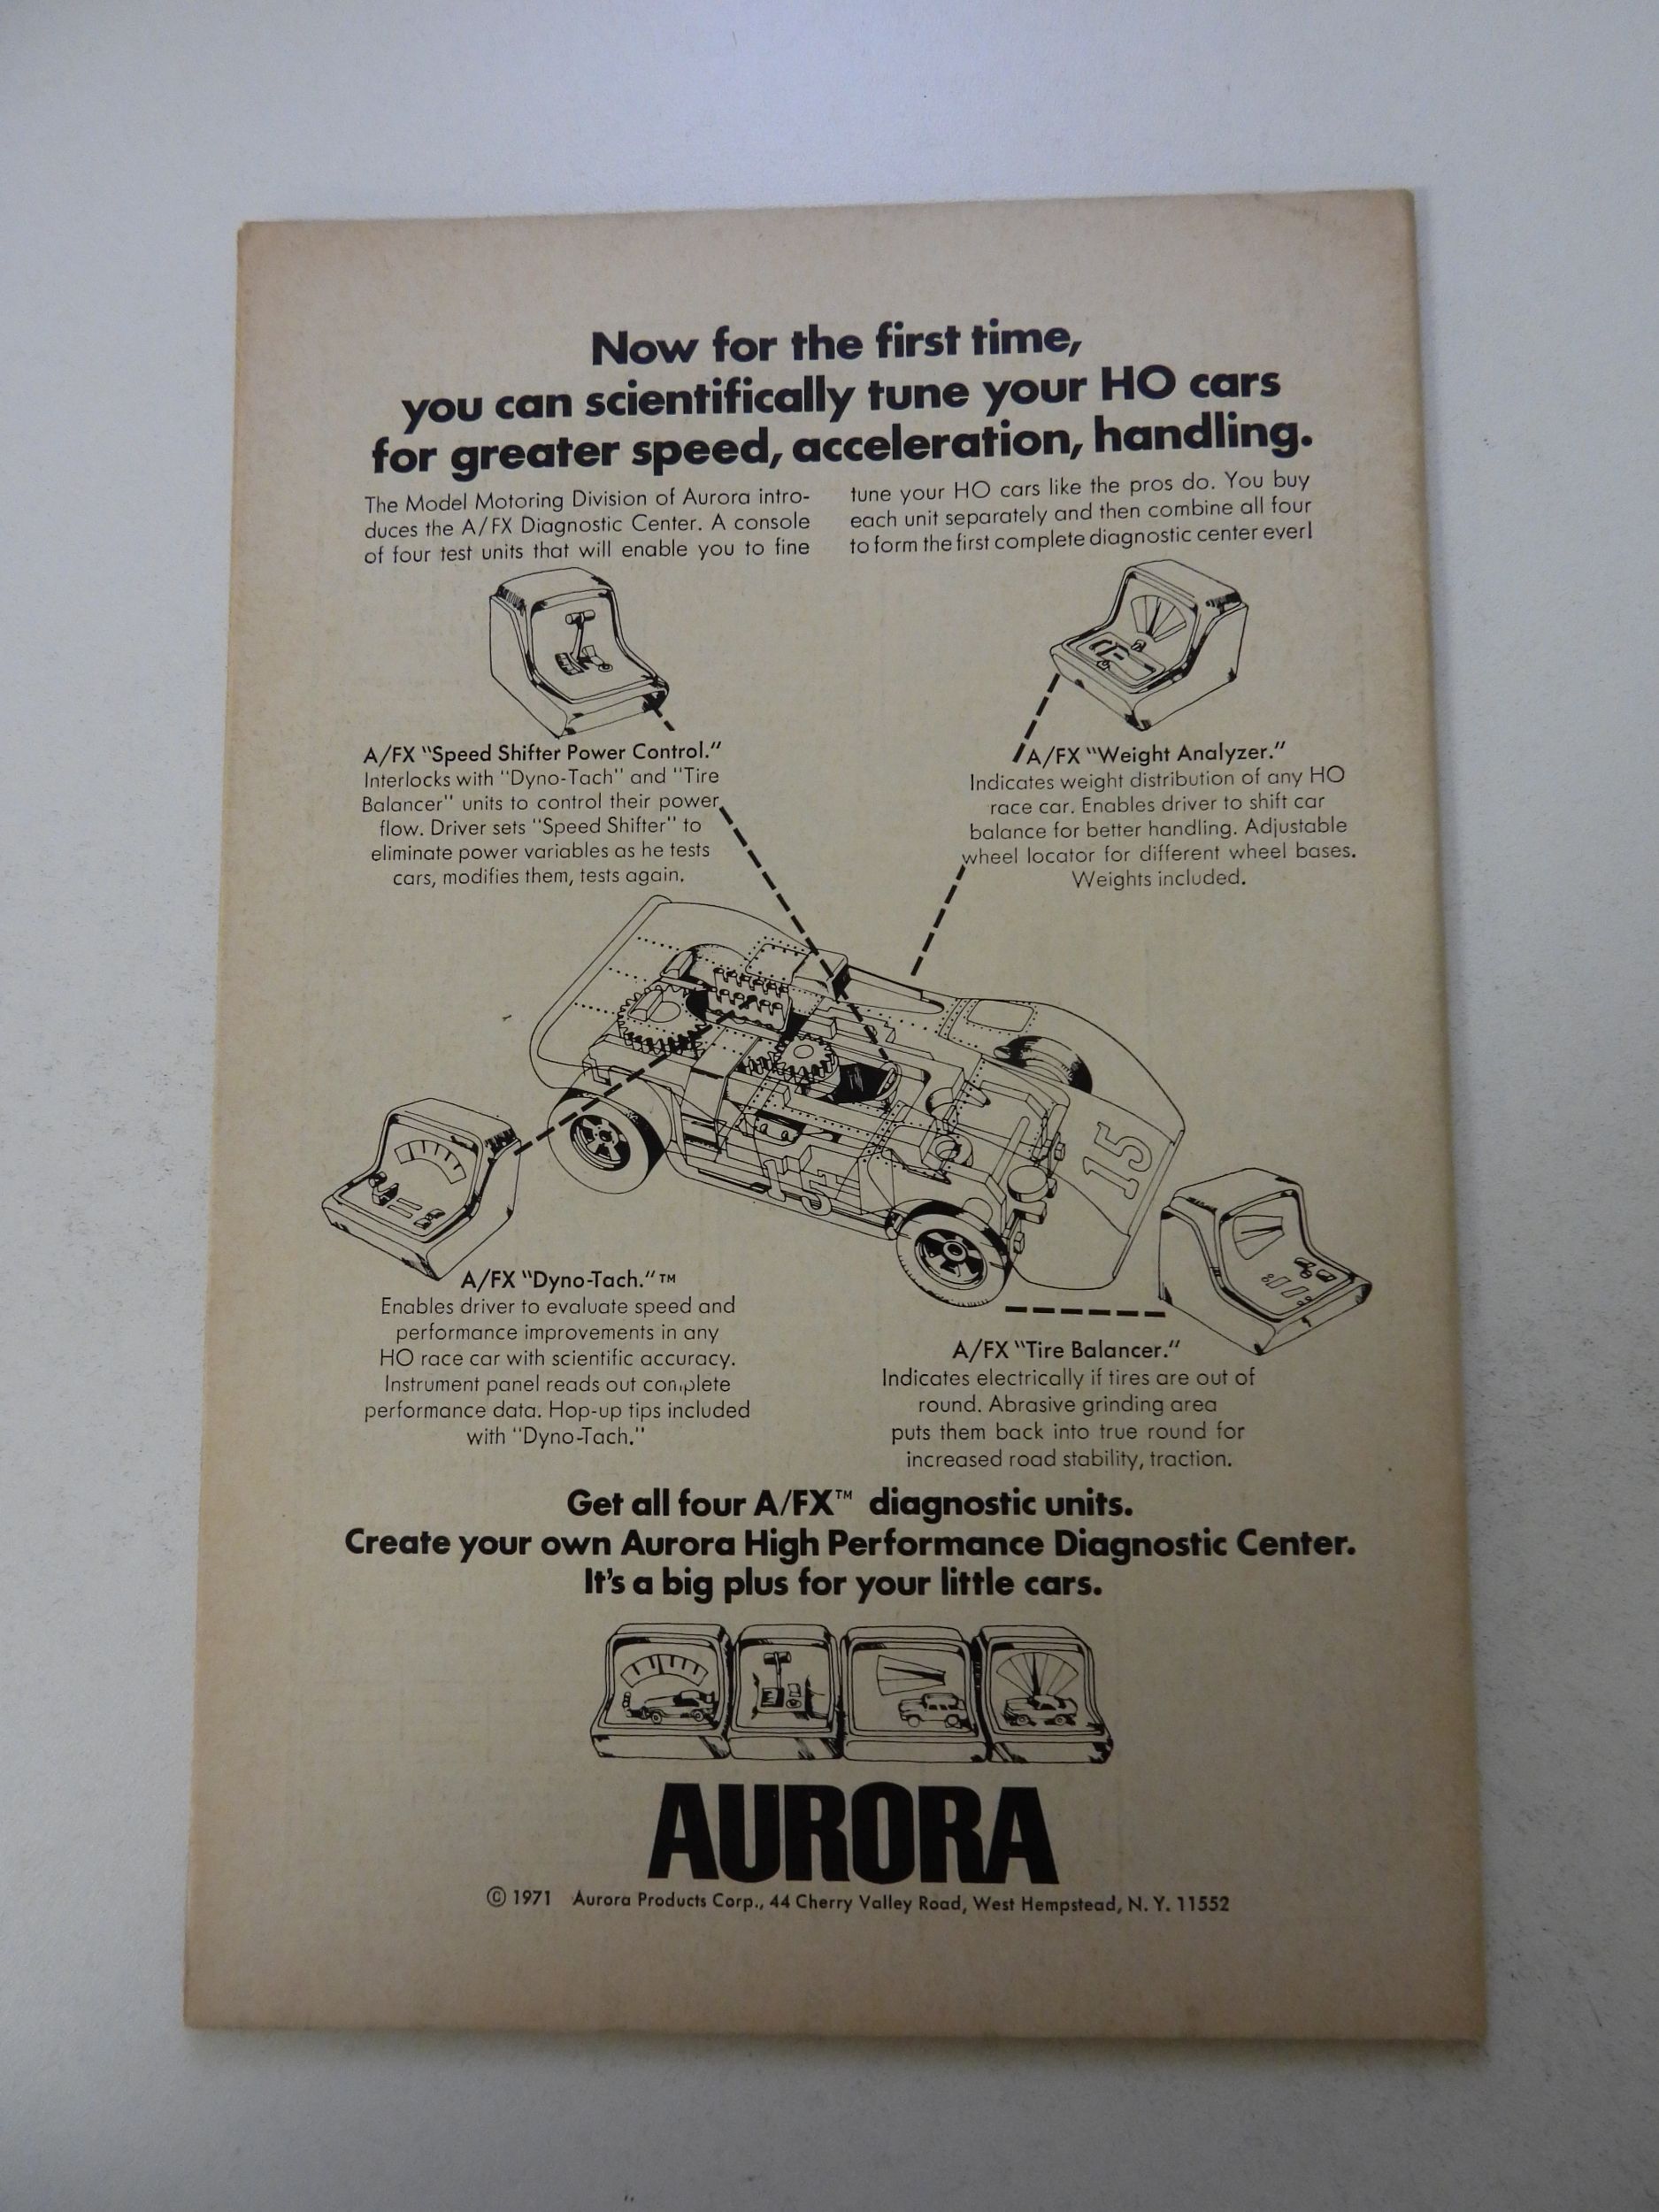 Now for the first time,
you can scientifically tune your HO cars
for greater speed, acceleration, handling.
The Model Motoring Division of Aurora intro-
duces the A/FX Diagnostic Center. A console
of four test units that will enable you to fine
tune your HO cars like the pros do. You buy
each unit separately and then combine all four
to form the first complete diagnostic center ever!
A/FX "Speed Shifter Power Control."
Interlocks with "Dyno-Tach" and "Tire
Balancer" units to control their power
flow. Driver sets "Speed Shifter" to
eliminate power variables as he tests
cars, modifies them, tests again.
A/FX "Weight Analyzer."
Indicates weight distribution of any HO
race car. Enables driver to shift car
balance for better handling. Adjustable
wheel locator for different wheel bases.
Weights included.
15
15
A/FX "Dyno-Tach."™
Enables driver to evaluate speed and
performance improvements in any
HO race car with scientific accuracy.
Instrument panel reads out complete
performance data. Hop-up tips included
with "Dyno-Tach."
A/FX "Tire Balancer."
Indicates electrically if tires are out of
round. Abrasive grinding area
puts them back into true round for
increased road stability, traction.
Get all four A/FX™ diagnostic units.
Create your own Aurora High Performance Diagnostic Center.
It's a big plus for your little cars.
AURORA
© 1971 Aurora Products Corp., 44 Cherry Valley Road, West Hempstead, N. Y. 11552